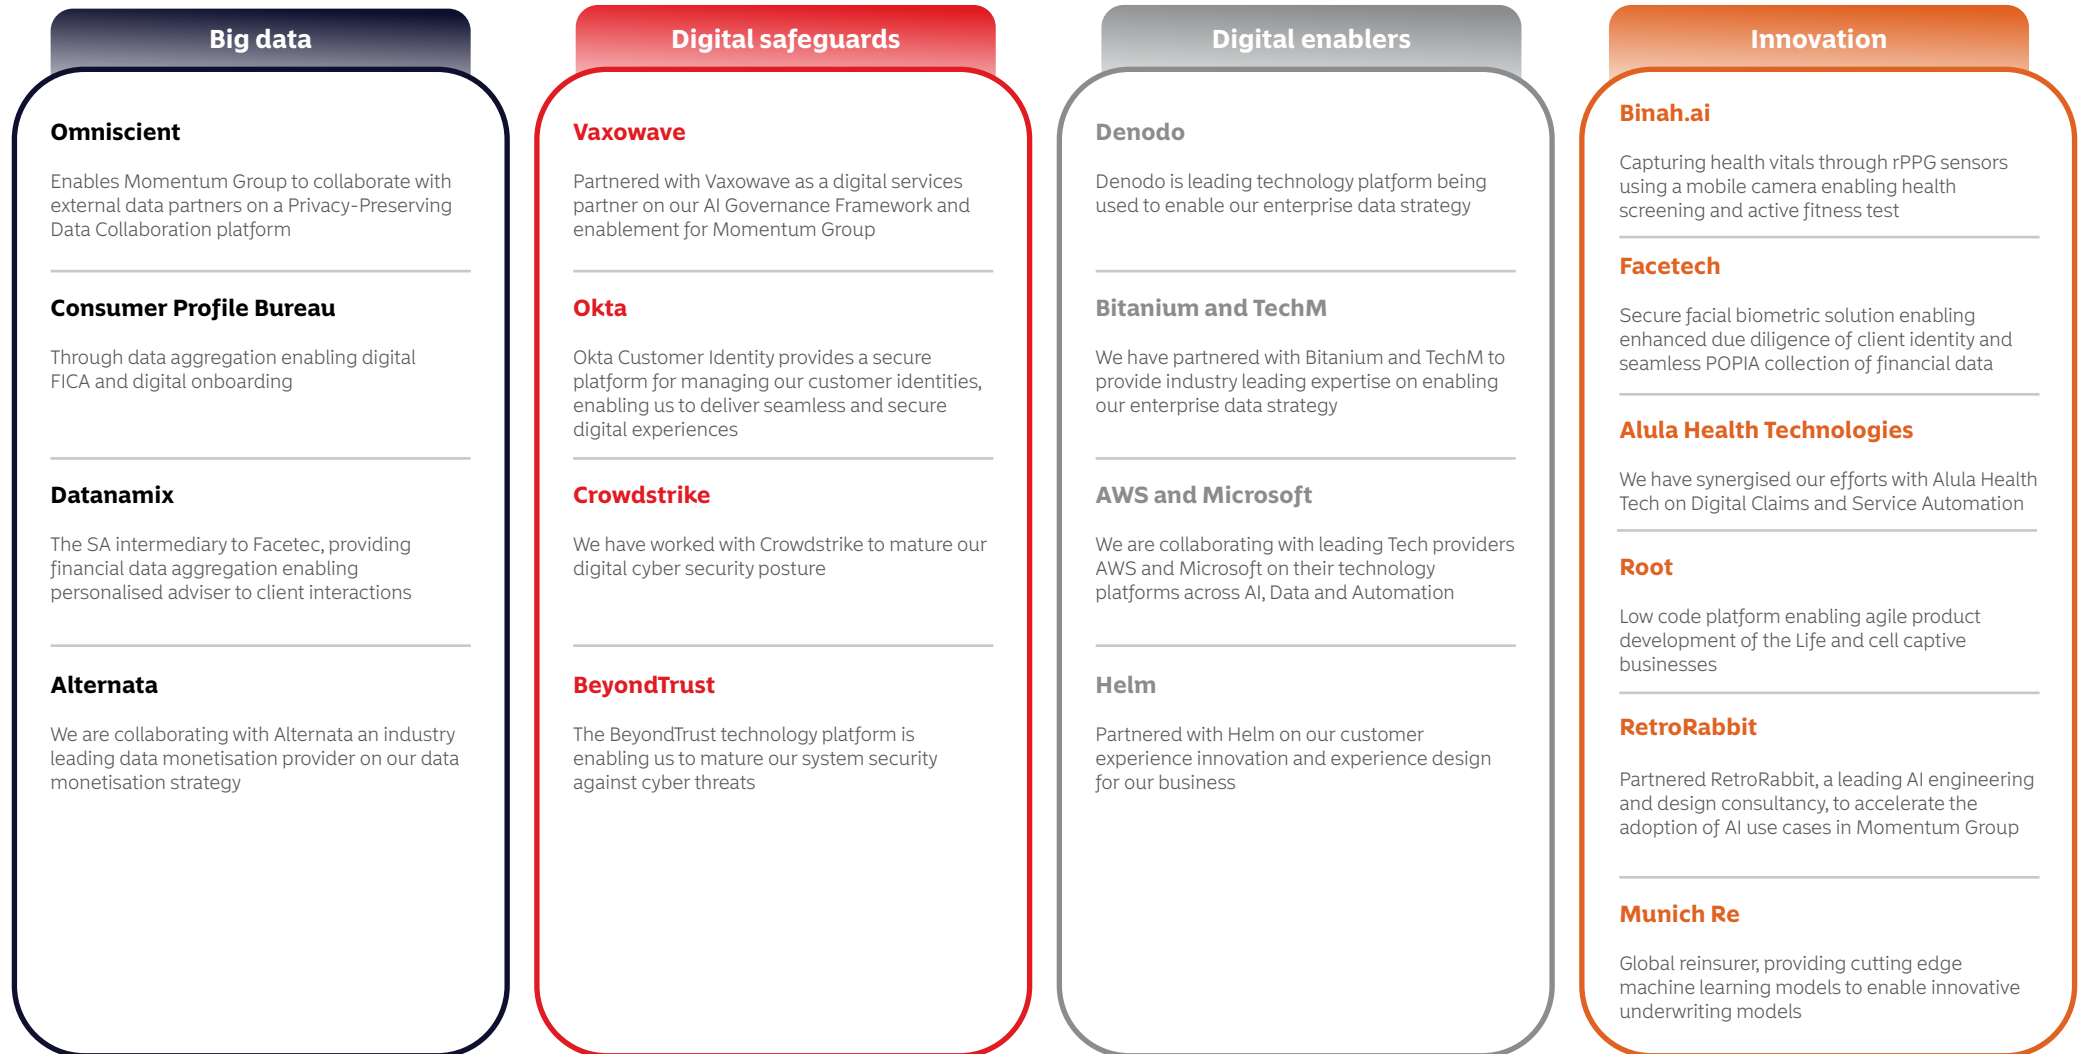 Big data
Omniscient
Enables Momentum Group to collaborate with
external data partners on a Privacy-Preserving
Data Collaboration platform
Consumer Profile Bureau
Through data aggregation enabling digital
FICA and digital onboarding
Datanamix
The SA intermediary to Facetec, providing
financial data aggregation enabling
personalised adviser to client interactions
Alternata
We are collaborating with Alternata an industry
leading data monetisation provider on our data
monetisation strategy
Digital safeguards
Vaxowave
Partnered with Vaxowave as a digital services
partner on our AI Governance Framework and
enablement for Momentum Group
Okta
Okta Customer Identity provides a secure
platform for managing our customer identities,
enabling us to deliver seamless and secure
digital experiences
Crowdstrike
We have worked with Crowdstrike to mature our
digital cyber security posture
BeyondTrust
The BeyondTrust technology platform is
enabling us to mature our system security
against cyber threats
Digital enablers
Denodo
Denodo is leading technology platform being
used to enable our enterprise data strategy
Bitanium and TechM
We have partnered with Bitanium and TechM to
provide industry leading expertise on enabling
our enterprise data strategy
AWS and Microsoft
We are collaborating with leading Tech providers
AWS and Microsoft on their technology
platforms across AI, Data and Automation
Helm
Partnered with Helm on our customer
experience innovation and experience design
for our business
Innovation
Binah.ai
Capturing health vitals through rPPG sensors
using a mobile camera enabling health
screening and active fitness test
Facetech
Secure facial biometric solution enabling
enhanced due diligence of client identity and
seamless POPIA collection of financial data
Alula Health Technologies
We have synergised our efforts with Alula Health
Tech on Digital Claims and Service Automation
Root
Low code platform enabling agile product
development of the Life and cell captive
businesses
RetroRabbit
Partnered RetroRabbit, a leading AI engineering
and design consultancy, to accelerate the
adoption of AI use cases in Momentum Group
Munich Re
Global reinsurer, providing cutting edge
machine learning models to enable innovative
underwriting models